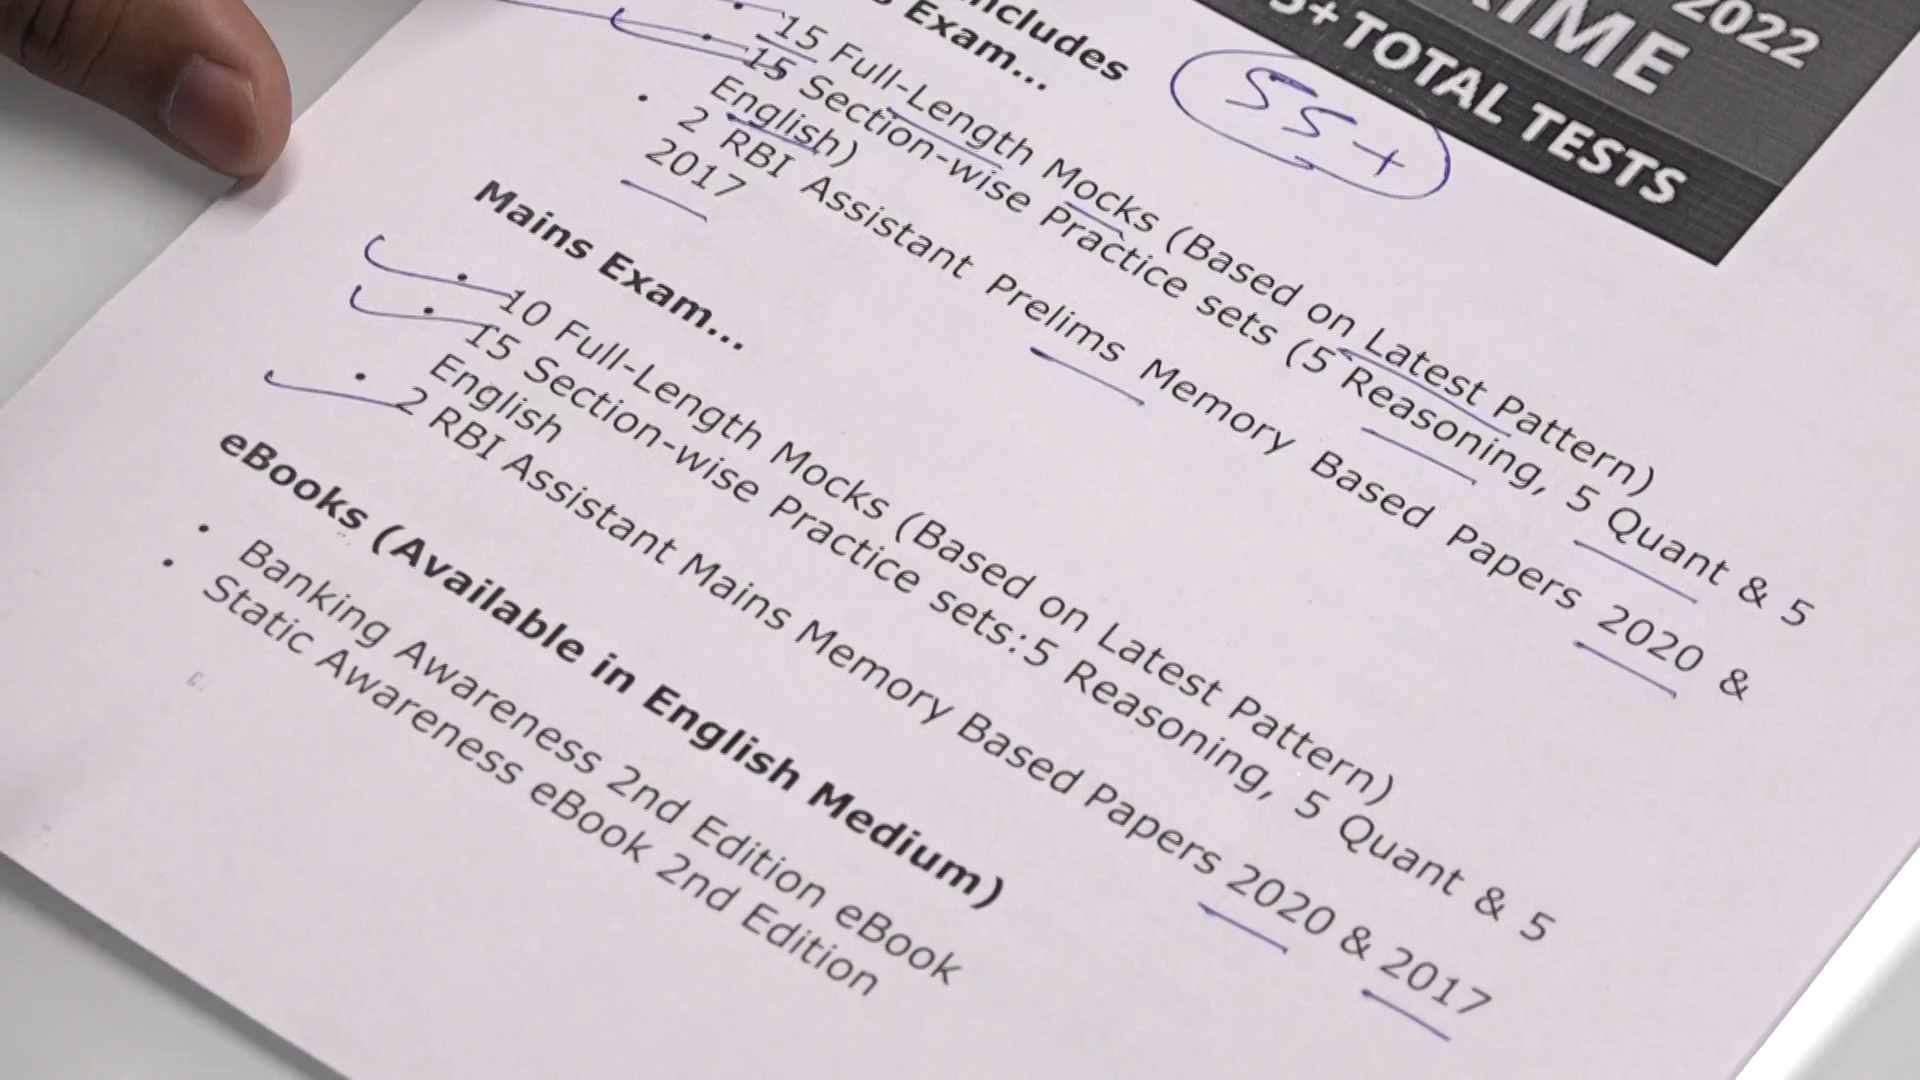 2022
5+ TOTAL TESTS
55+
Exam...
15 Full-Length Mocks (Based on Latest Pattern)
15 Section-wise Practice sets (5 Reasoning, 5 Quant & 5
English)
2 RBI Assistant Prelims Memory Based Papers 2020 &
2017
Mains Exam...
10 Full-Length Mocks (Based on Latest Pattern)
15 Section-wise Practice sets:5 Reasoning, 5 Quant & 5
English
2 RBI Assistant Mains Memory Based Papers 2020 & 2017
eBooks (Available in English Medium)
Banking Awareness 2nd Edition eBook
Static Awareness eBook 2nd Edition